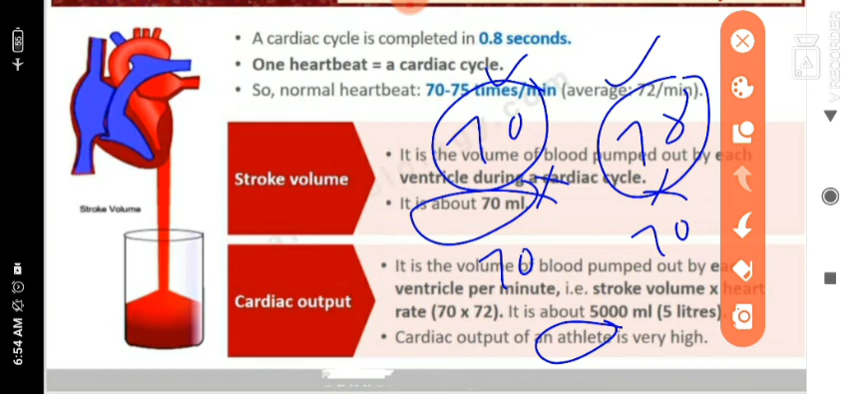 • A cardiac cycle is completed in 0.8 seconds.
• One heartbeat = a cardiac cycle.
• So, normal heartbeat: 70-75 times/min (average: 72/min).
70
78
Stroke volume
• It is the volume of blood pumped out by each
ventricle during a cardiac cycle.
• It is about 70 ml
×
×
70
70
Stroke Volume
Cardiac output
• It is the volume of blood pumped out by
ventricle per minute, i.e. stroke volume x heart
rate (70 x 72). It is about 5000 ml (5 litres).
• Cardiac output of an athlete is very high.
6:54 AM
55
V RECORDER